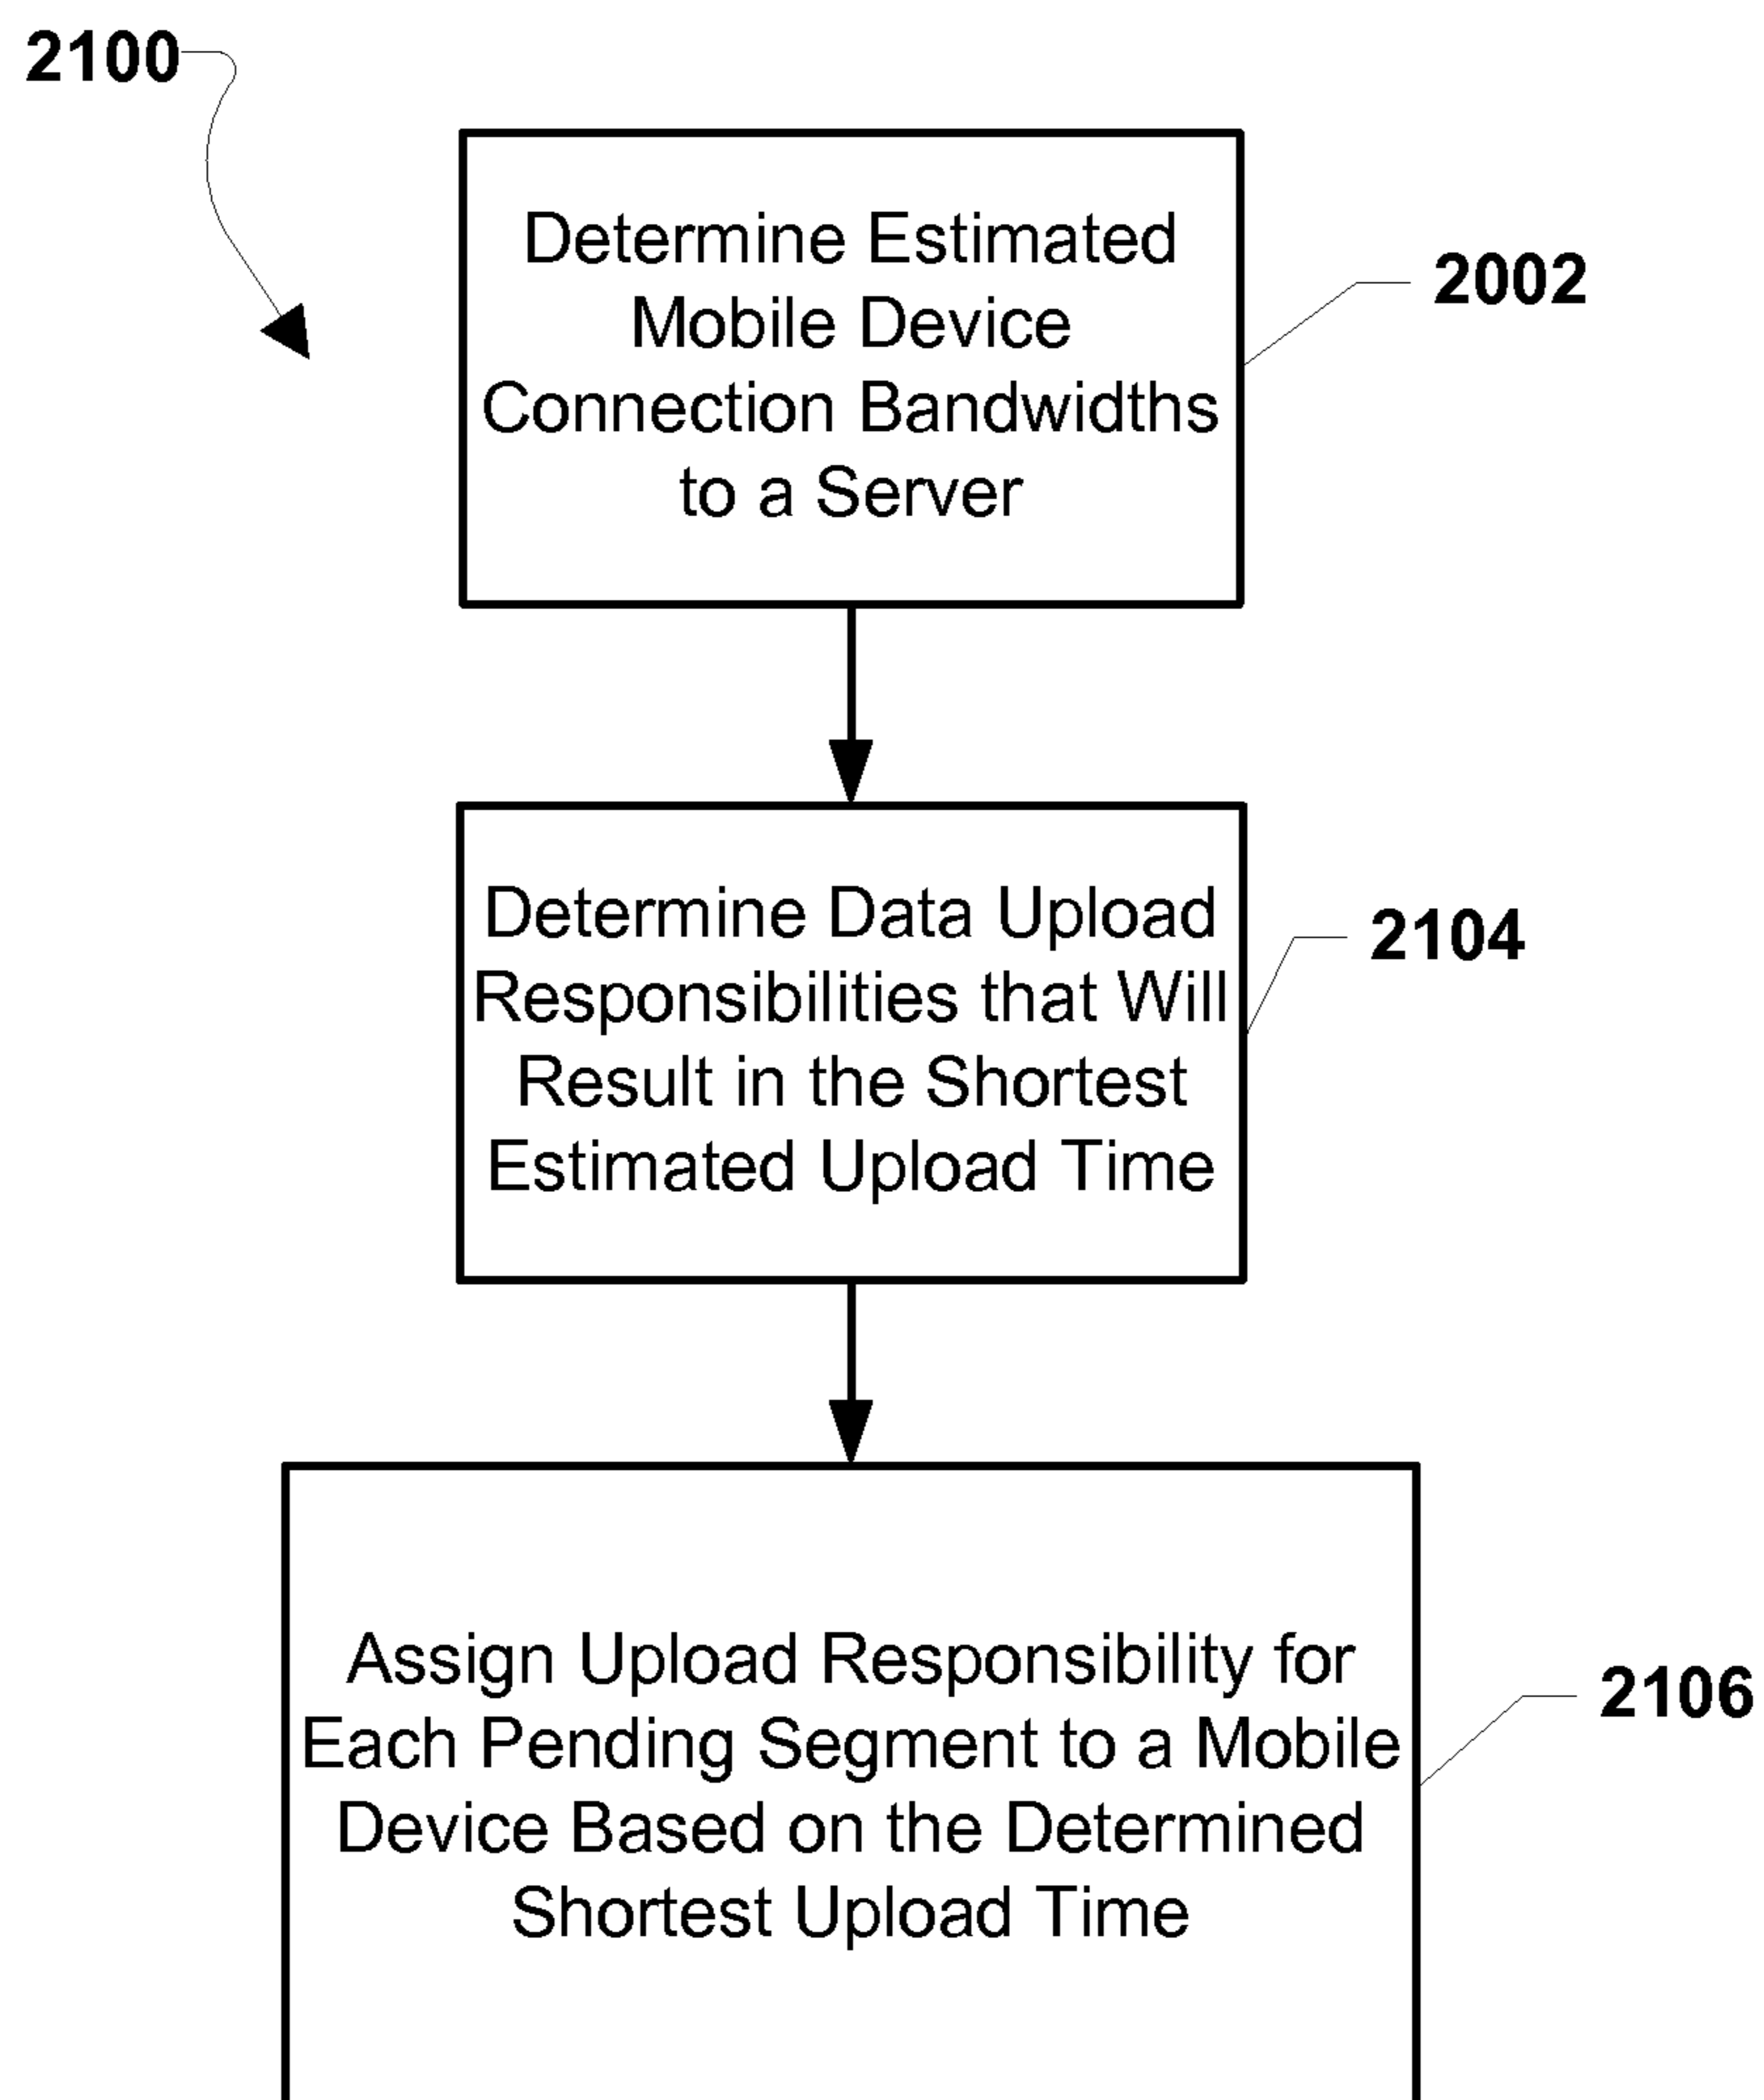 2100
Determine Estimated
Mobile Device
Connection Bandwidths
to a Server
2002
Determine Data Upload
Responsibilities that Will
Result in the Shortest
Estimated Upload Time
2104
Assign Upload Responsibility for
Each Pending Segment to a Mobile
Device Based on the Determined
Shortest Upload Time
2106